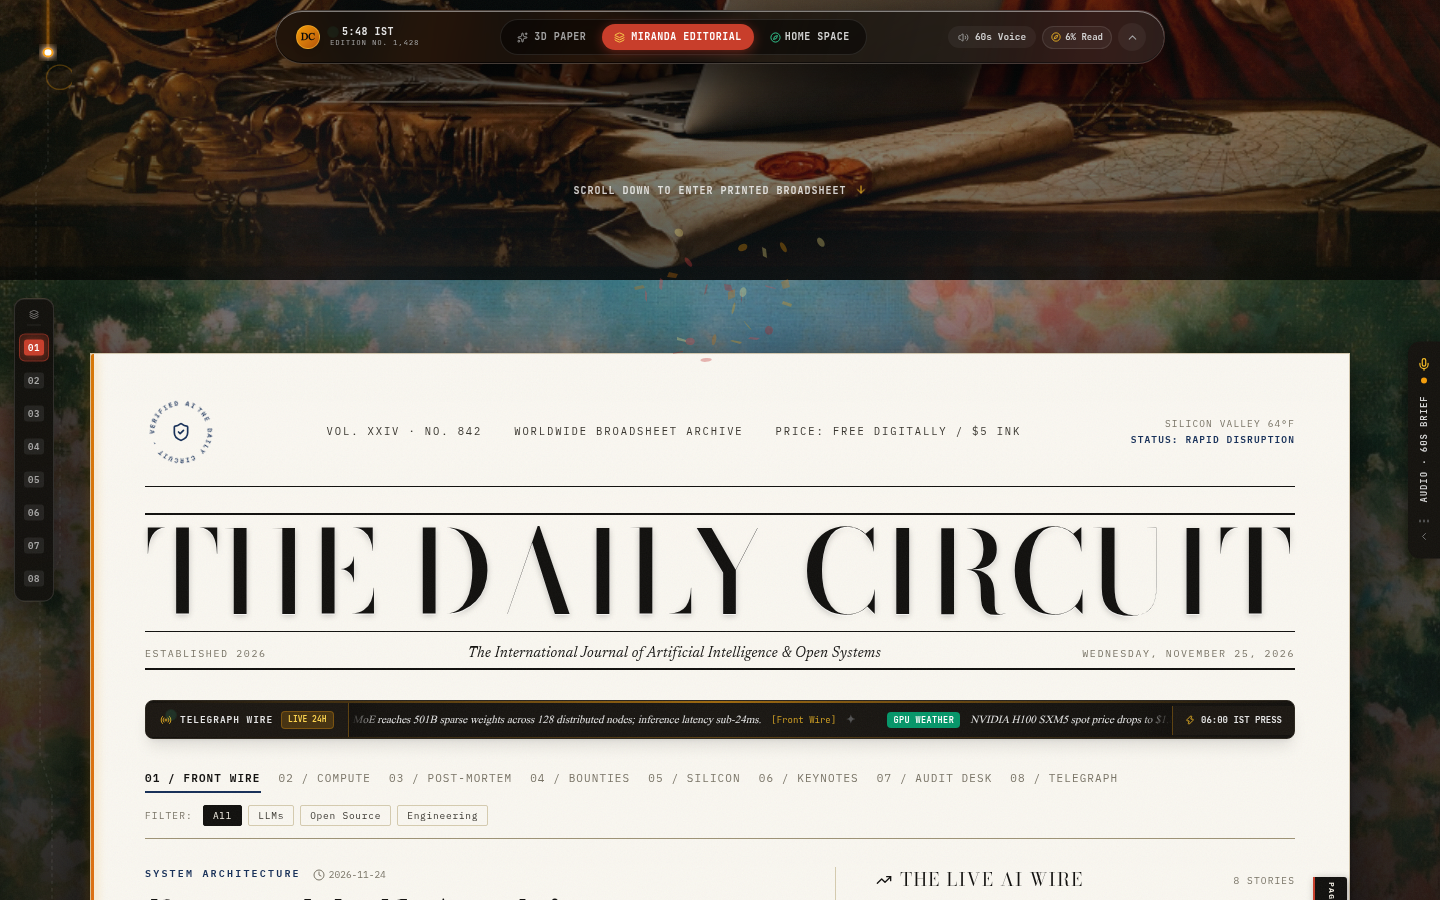 DC
5:48 IST
EDITION NO. 1,428
3D PAPER
MIRANDA EDITORIAL
HOME SPACE
60s Voice
6% Read
SCROLL DOWN TO ENTER PRINTED BROADSHEET
01
02
03
04
05
06
07
08
AUDIO · 60S BRIEF
VERIFIED AI · THE DAILY CIRCUIT ·
VOL. XXIV · NO. 842
WORLDWIDE BROADSHEET ARCHIVE
PRICE: FREE DIGITALLY / $5 INK
SILICON VALLEY 64°F
STATUS: RAPID DISRUPTION
THE DAILY CIRCUIT
ESTABLISHED 2026
The International Journal of Artificial Intelligence & Open Systems
WEDNESDAY, NOVEMBER 25, 2026
TELEGRAPH WIRE
LIVE 24H
MoE reaches 501B sparse weights across 128 distributed nodes; inference latency sub-24ms.
[Front Wire]
GPU WEATHER
NVIDIA H100 SXM5 spot price drops to
06:00 IST PRESS
01 / FRONT WIRE
02 / COMPUTE
03 / POST-MORTEM
04 / BOUNTIES
05 / SILICON
06 / KEYNOTES
07 / AUDIT DESK
08 / TELEGRAPH
FILTER:
All
LLMs
Open Source
Engineering
SYSTEM ARCHITECTURE
2026-11-24
THE LIVE AI WIRE
8 STORIES